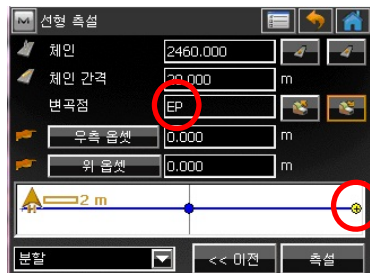 선형 측설
체인 2460.000
체인 간격 20.000 m
변곡점 EP
우측 옵셋 0.000 m
위 옵셋 0.000 m
2 m
분할 << 이전 측설